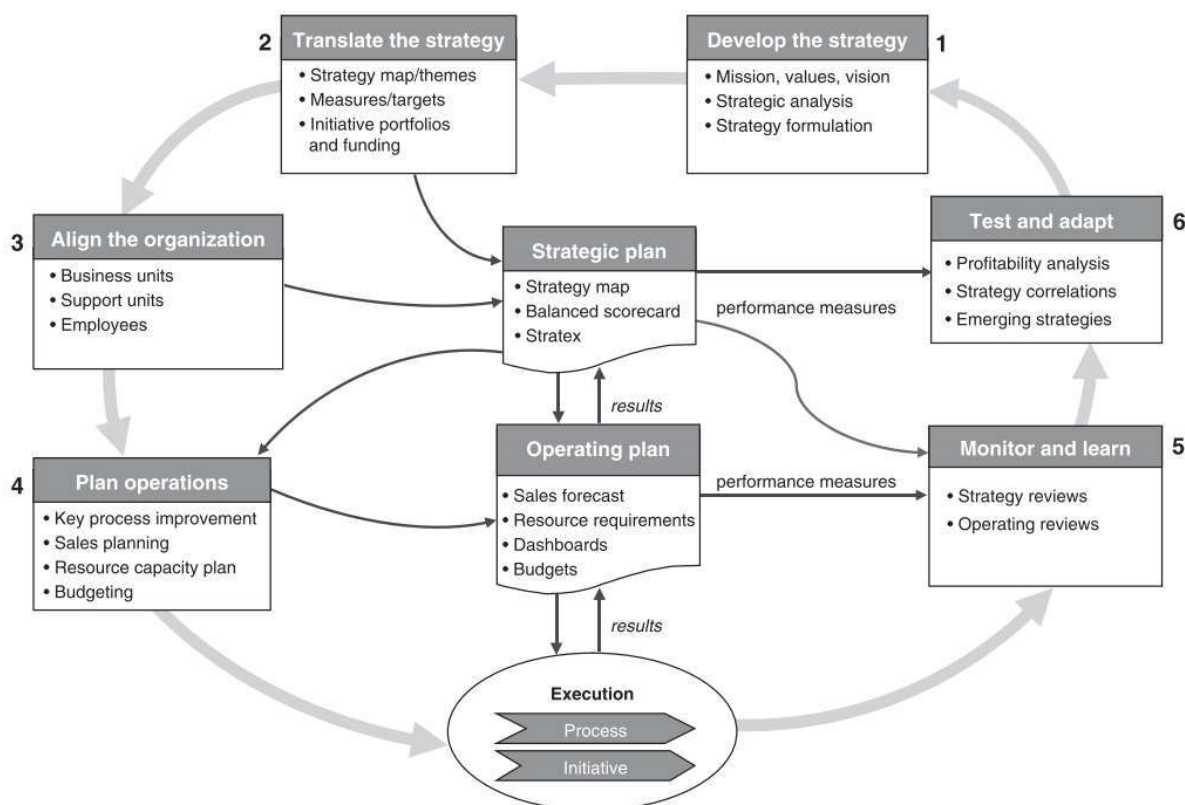 2
Translate the strategy
• Strategy map/themes
• Measures/targets
• Initiative portfolios
and funding
Develop the strategy
1
• Mission, values, vision
• Strategic analysis
• Strategy formulation
3
Align the organization
• Business units
• Support units
• Employees
Strategic plan
• Strategy map
• Balanced scorecard
• Stratex
performance measures
Test and adapt
6
• Profitability analysis
• Strategy correlations
• Emerging strategies
results
4
Plan operations
• Key process improvement
• Sales planning
• Resource capacity plan
• Budgeting
Operating plan
• Sales forecast
• Resource requirements
• Dashboards
• Budgets
performance measures
Monitor and learn
5
• Strategy reviews
• Operating reviews
results
Execution
Process
Initiative